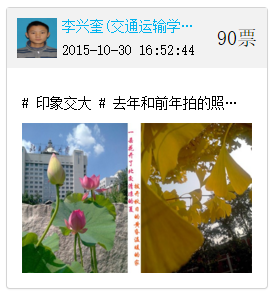 李兴奎(交通运输学…
2015-10-30 16:52:44
90票
# 印象交大 # 去年和前年拍的照…